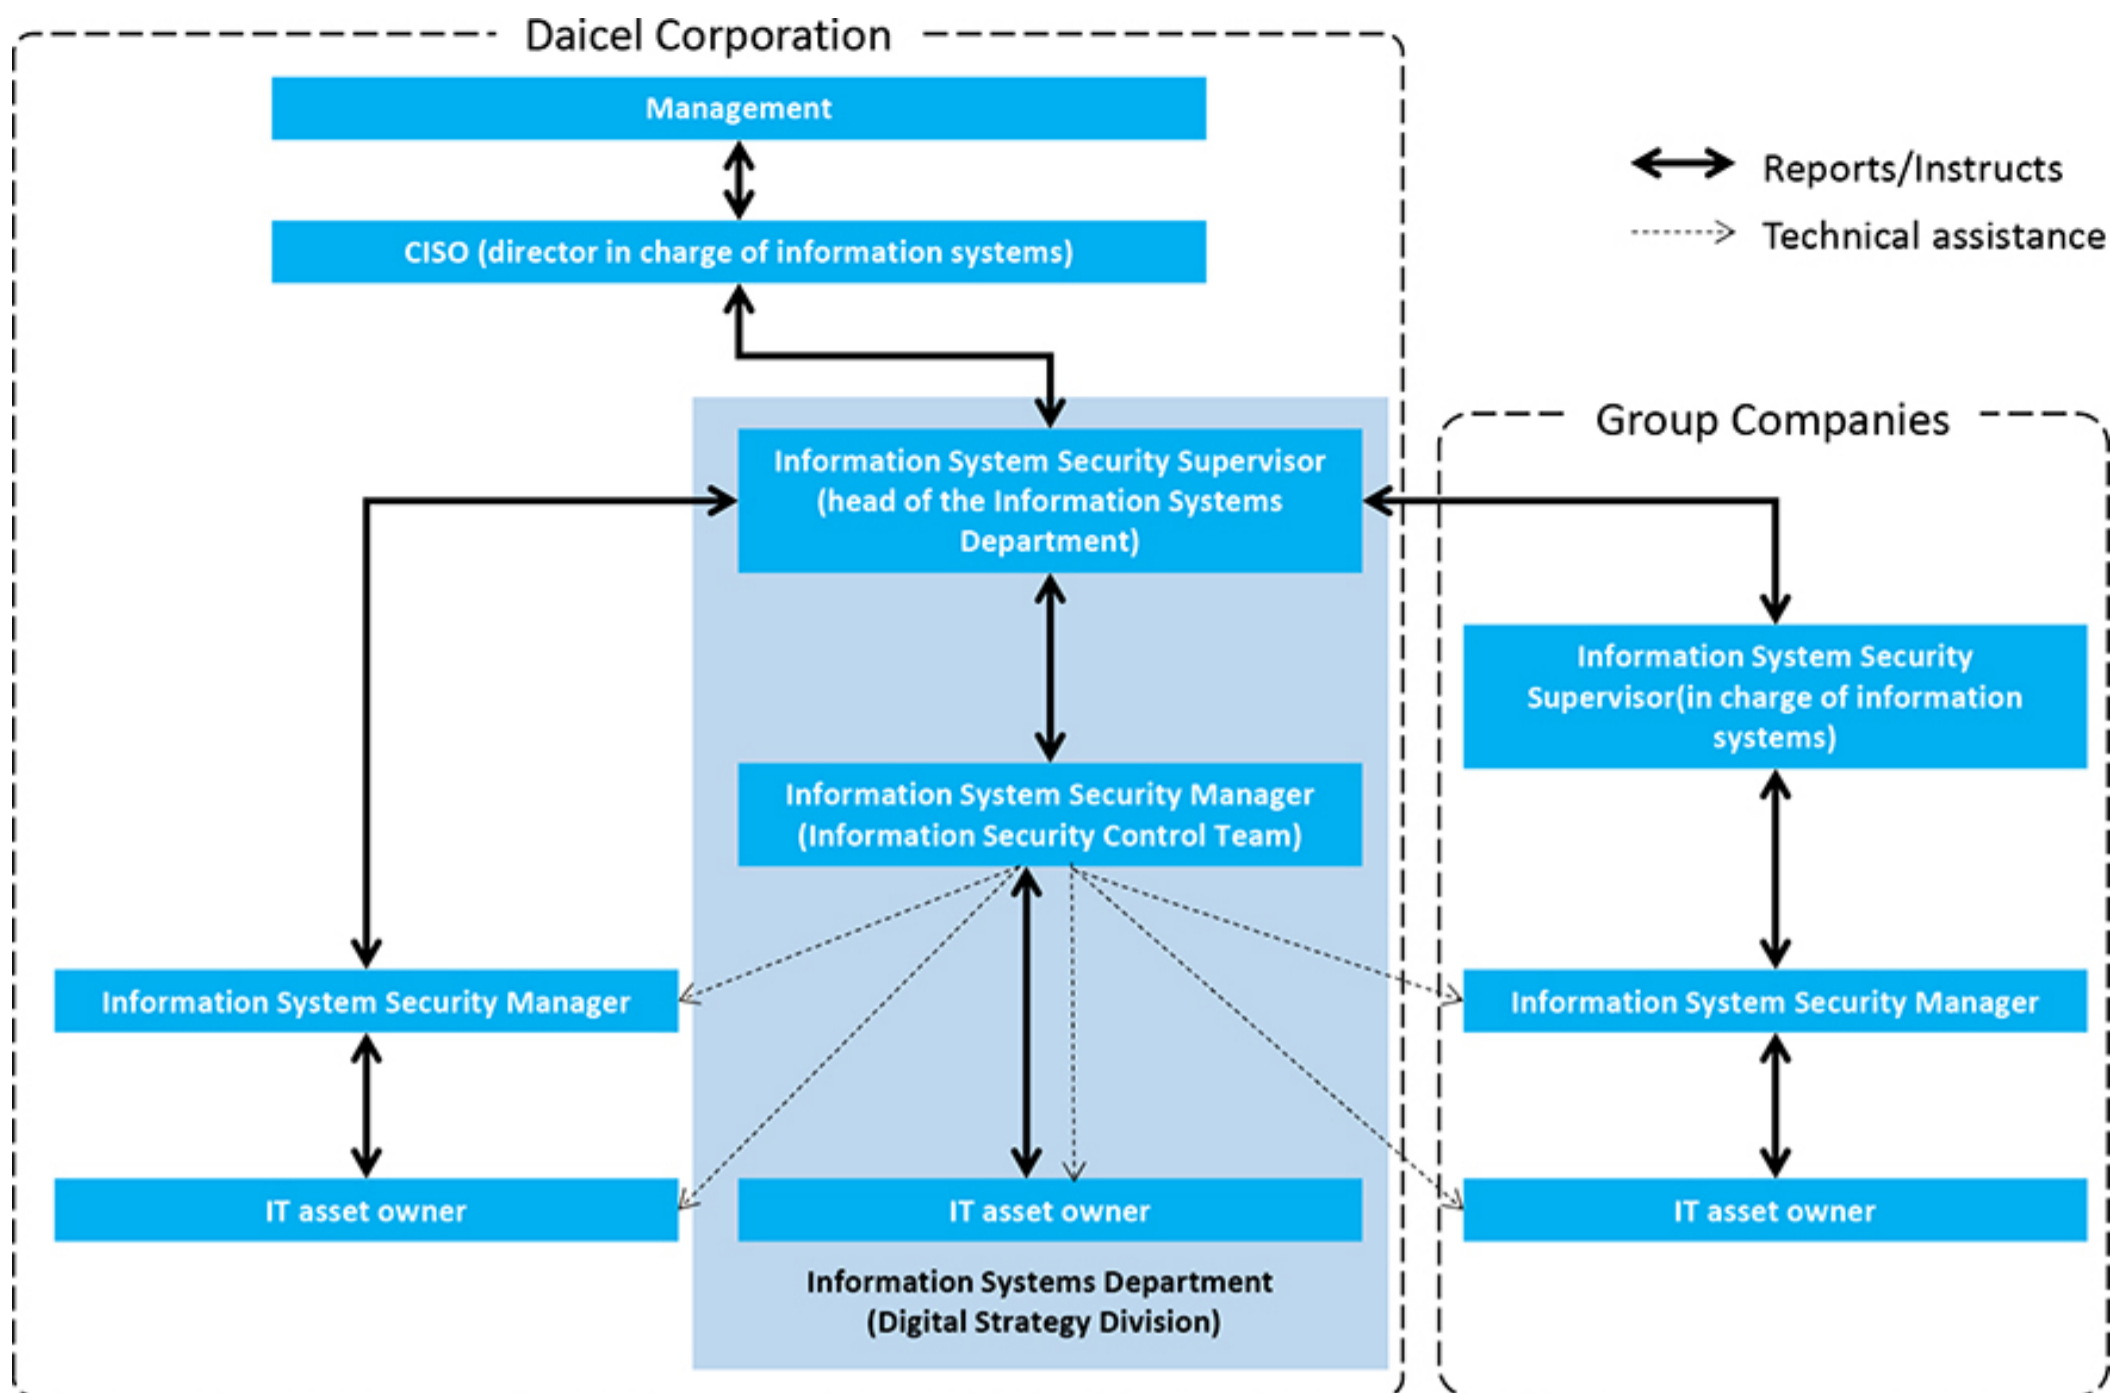 Daicel Corporation
Management
CISO (director in charge of information systems)
Reports/Instructs
Technical assistance
Information System Security Supervisor
(head of the Information Systems
Department)
Group Companies
Information System Security
Supervisor(in charge of information
systems)
Information System Security Manager
(Information Security Control Team)
Information System Security Manager
Information System Security Manager
IT asset owner
IT asset owner
IT asset owner
Information Systems Department
(Digital Strategy Division)